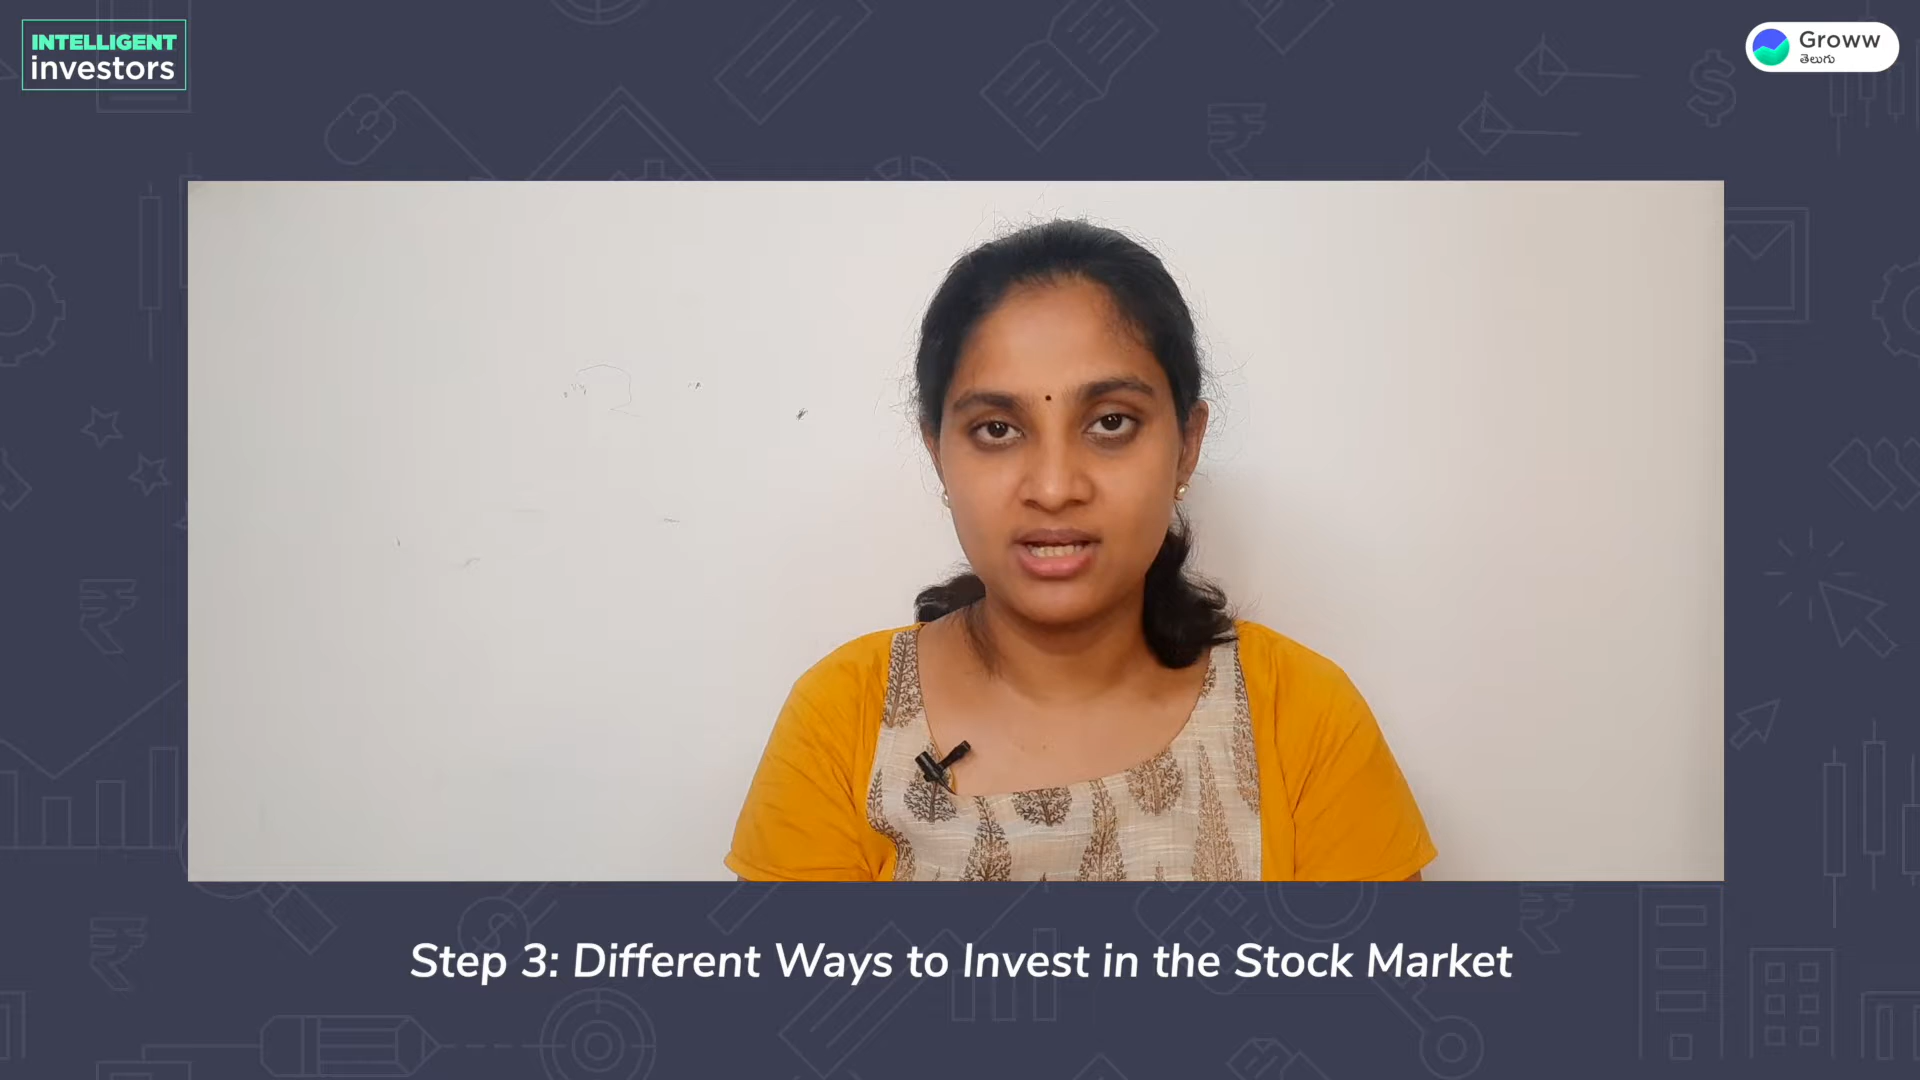 INTELLIGENT
investors
Groww
తెలుగు
Step 3: Different Ways to Invest in the Stock Market